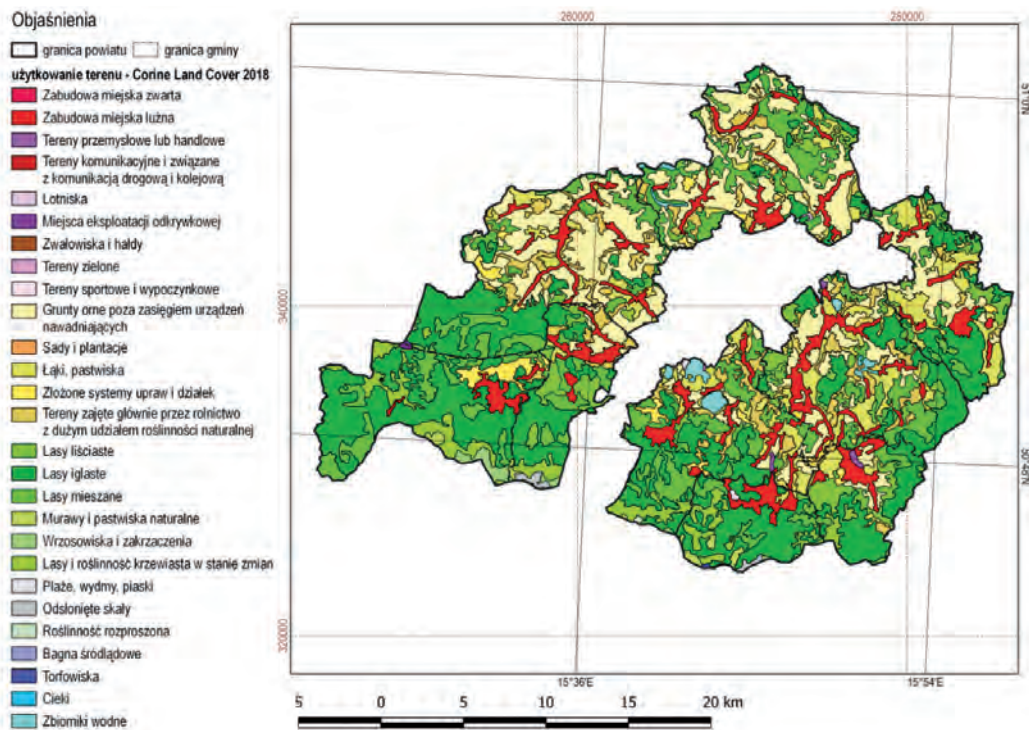 Objaśnienia
granica powiatu granica gminy
użytkowanie terenu - Corine Land Cover 2018
Zabudowa miejska zwarta
Zabudowa miejska luźna
Tereny przemysłowe lub handlowe
Tereny komunikacyjne i związane
z komunikacją drogową i kolejową
Lotniska
Miejsca eksploatacji odkrywkowej
Zwałowiska i hałdy
Tereny zielone
Tereny sportowe i wypoczynkowe
Grunty orne poza zasięgiem urządzeń
nawadniających
Sady i plantacje
Łąki, pastwiska
Złożone systemy upraw i działek
Tereny zajęte głównie przez rolnictwo
z dużym udziałem roślinności naturalnej
Lasy liściaste
Lasy iglaste
Lasy mieszane
Murawy i pastwiska naturalne
Wrzosowiska i zakrzaczenia
Lasy i roślinność krzewiasta w stanie zmian
Plaże, wydmy, piaski
Odsłonięte skały
Roślinność rozproszona
Bagna śródlądowe
Torfowiska
Cieki
Zbiorniki wodne
260000 280000
51°0'N
340000
50°48'N
320000
15°36'E 15°54'E
5 0 5 10 15 20 km